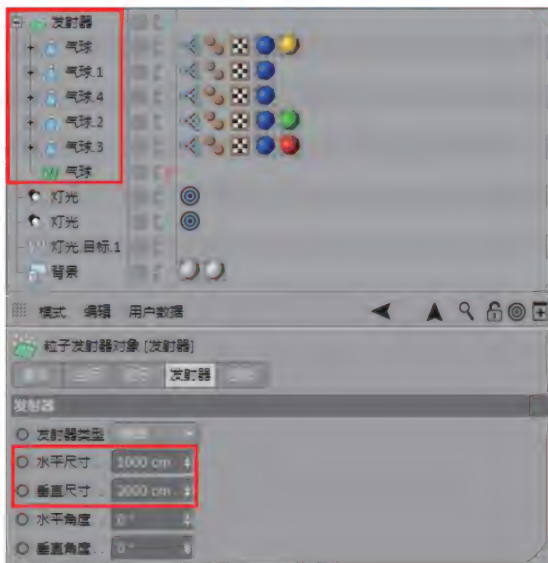 发射器
气球
气球.1
气球.4
气球.2
气球.3
气球
灯光
灯光
灯光.目标.1
背景
模式 编辑 用户数据
粒子发射器对象 [发射器]
发射器
发射器
发射器类型
水平尺寸 . 1000 cm
垂直尺寸 . 2000 cm
水平角度 . . 0 °
垂直角度 . . 0 °